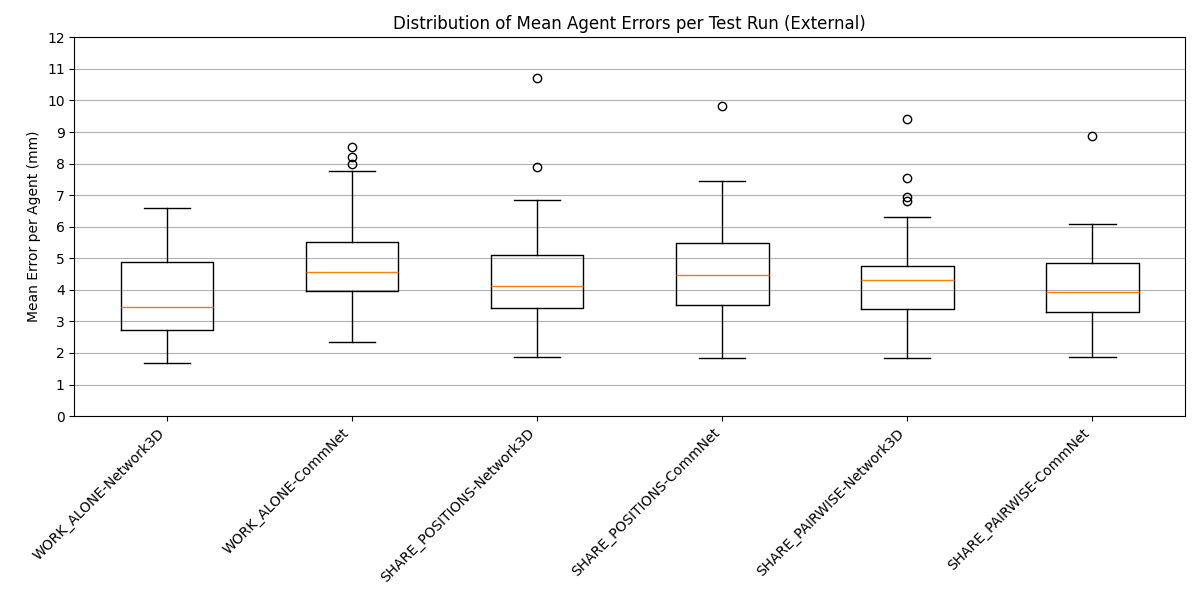 Distribution of Mean Agent Errors per Test Run (External)
Mean Error per Agent (mm)
12
11
10
9
8
7
6
5
4
3
2
1
0
WORK_ALONE-Network3D
WORK_ALONE-CommNet
SHARE_POSITIONS-Network3D
SHARE_POSITIONS-CommNet
SHARE_PAIRWISE-Network3D
SHARE_PAIRWISE-CommNet